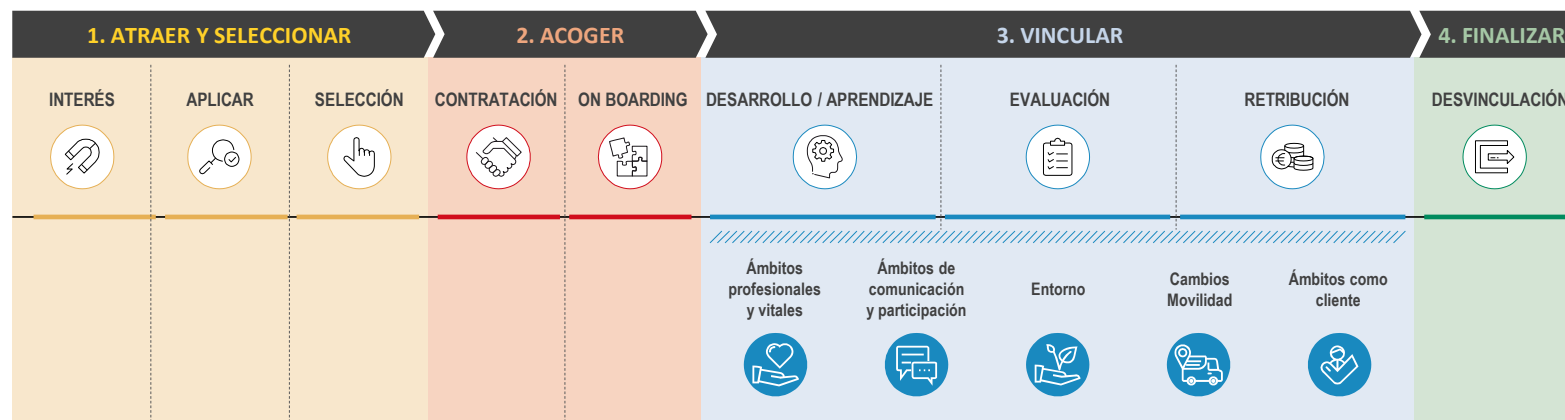 1. ATRAER Y SELECCIONAR
2. ACOGER
3. VINCULAR
4. FINALIZAR
INTERÉS
APLICAR
SELECCIÓN
CONTRATACIÓN
ON BOARDING
DESARROLLO / APRENDIZAJE
EVALUACIÓN
RETRIBUCIÓN
DESVINCULACIÓN
Ámbitos
profesionales
y vitales
Ámbitos de
comunicación
y participación
Entorno
Cambios
Movilidad
Ámbitos como
cliente